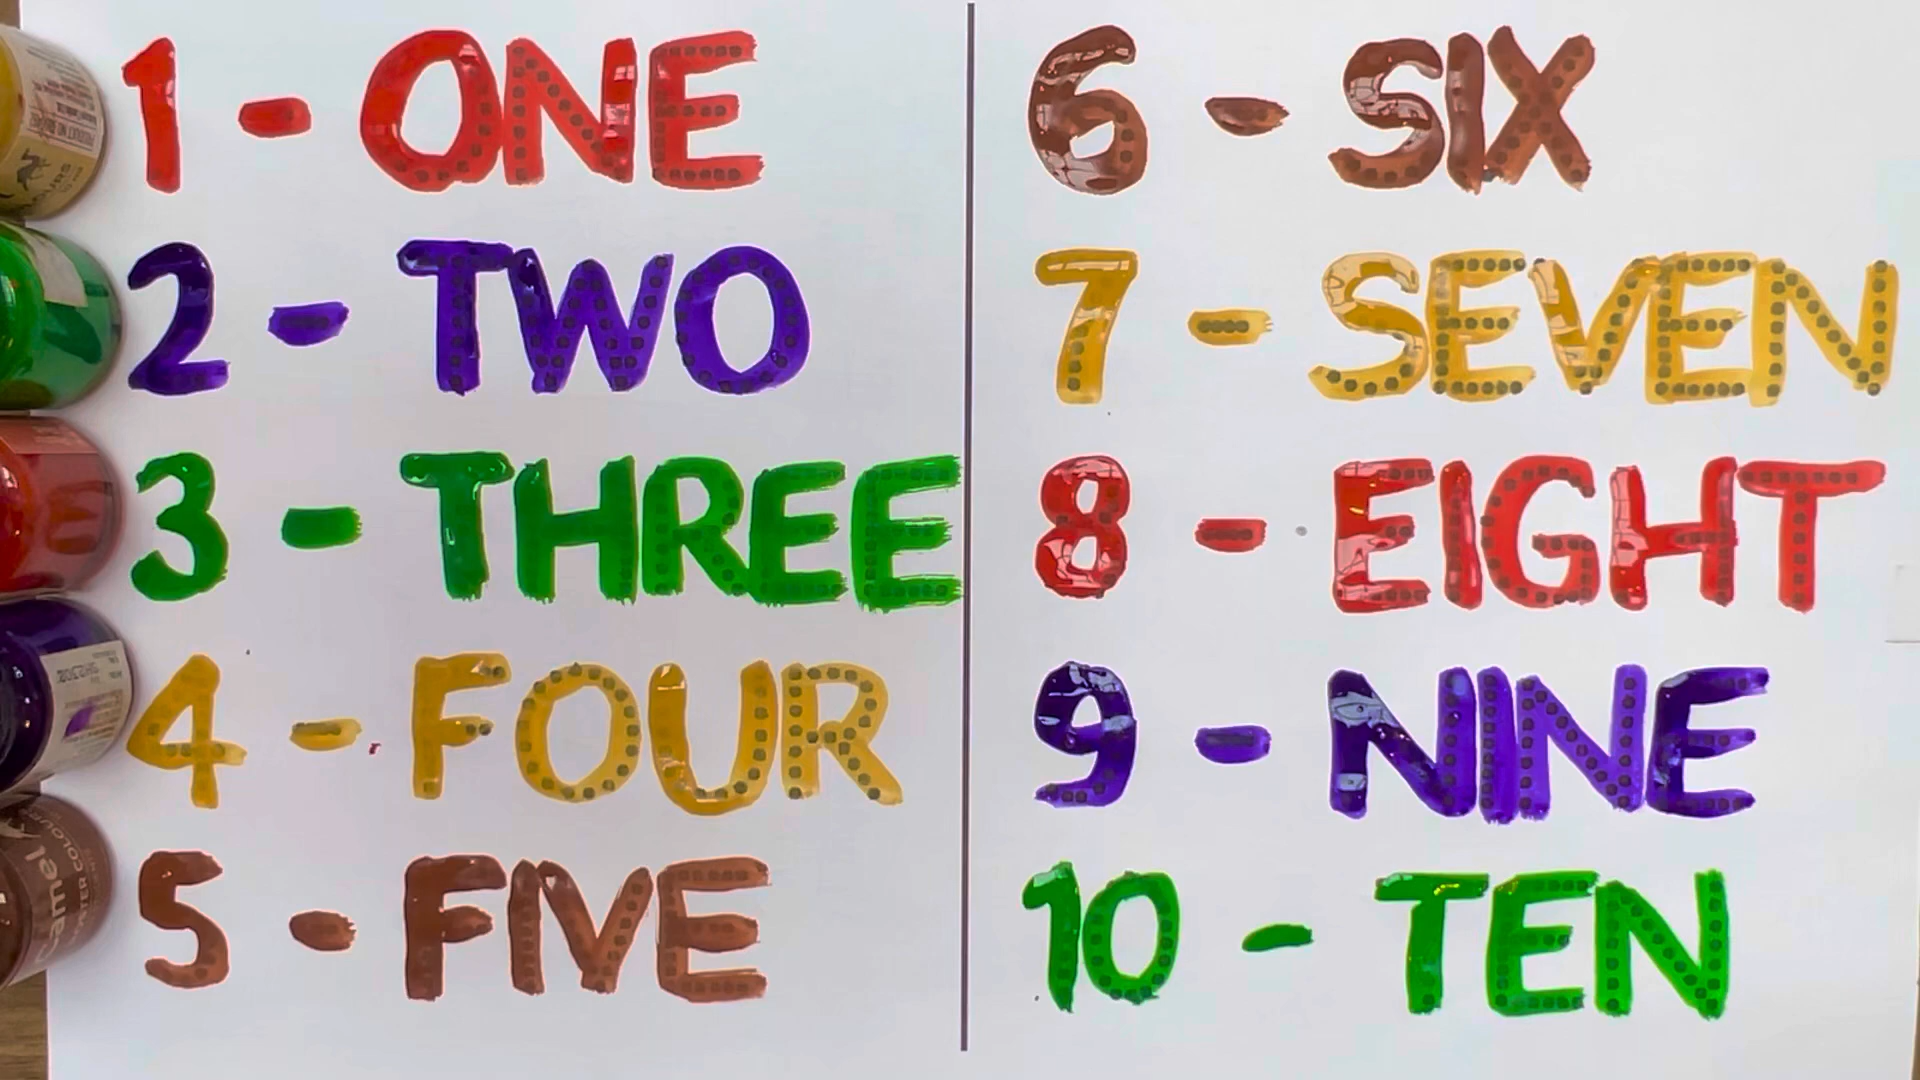 1 - ONE
2 - TWO
3 - THREE
4 - FOUR
5 - FIVE
6 - SIX
7 - SEVEN
8 - EIGHT
9 - NINE
10 - TEN
Camel